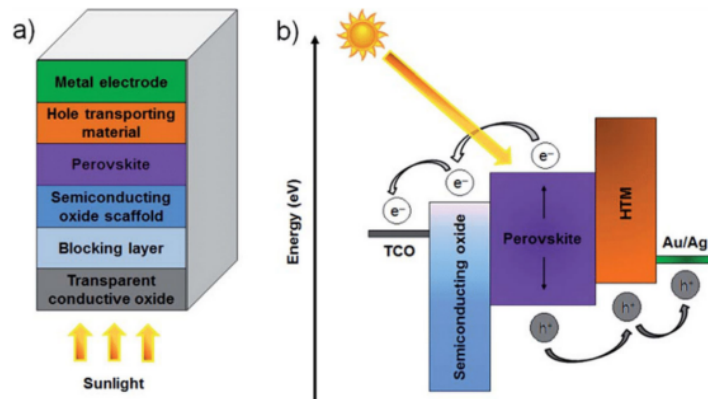 a)
Metal electrode
Hole transporting
material
Perovskite
Semiconducting
oxide scaffold
Blocking layer
Transparent
conductive oxide
Sunlight
b)
Energy (eV)
e⁻
e⁻
e⁻
TCO
Semiconducting oxide
Perovskite
HTM
Au/Ag
h⁺
h⁺
h⁺